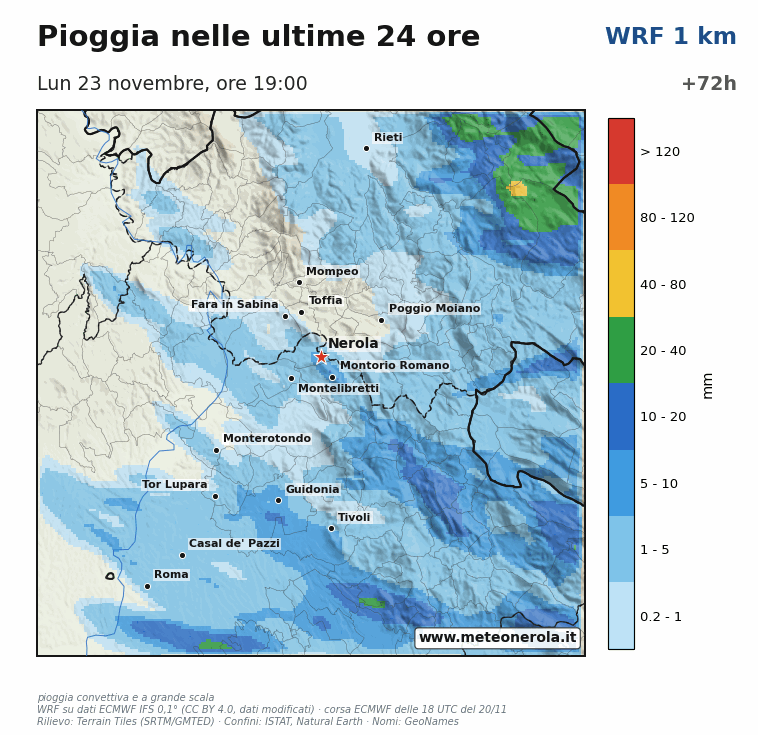 Pioggia nelle ultime 24 ore
WRF 1 km
Lun 23 novembre, ore 19:00
+72h
Rieti
Mompeo
Toffia
Fara in Sabina
Poggio Moiano
Nerola
Montorio Romano
Montelibretti
Monterotondo
Tor Lupara
Guidonia
Tivoli
Casal de' Pazzi
Roma
www.meteonerola.it
> 120
80 - 120
40 - 80
20 - 40
10 - 20
5 - 10
1 - 5
0.2 - 1
mm
pioggia convettiva e a grande scala
WRF su dati ECMWF IFS 0,1° (CC BY 4.0, dati modificati) · corsa ECMWF delle 18 UTC del 20/11
Rilievo: Terrain Tiles (SRTM/GMTED) · Confini: ISTAT, Natural Earth · Nomi: GeoNames